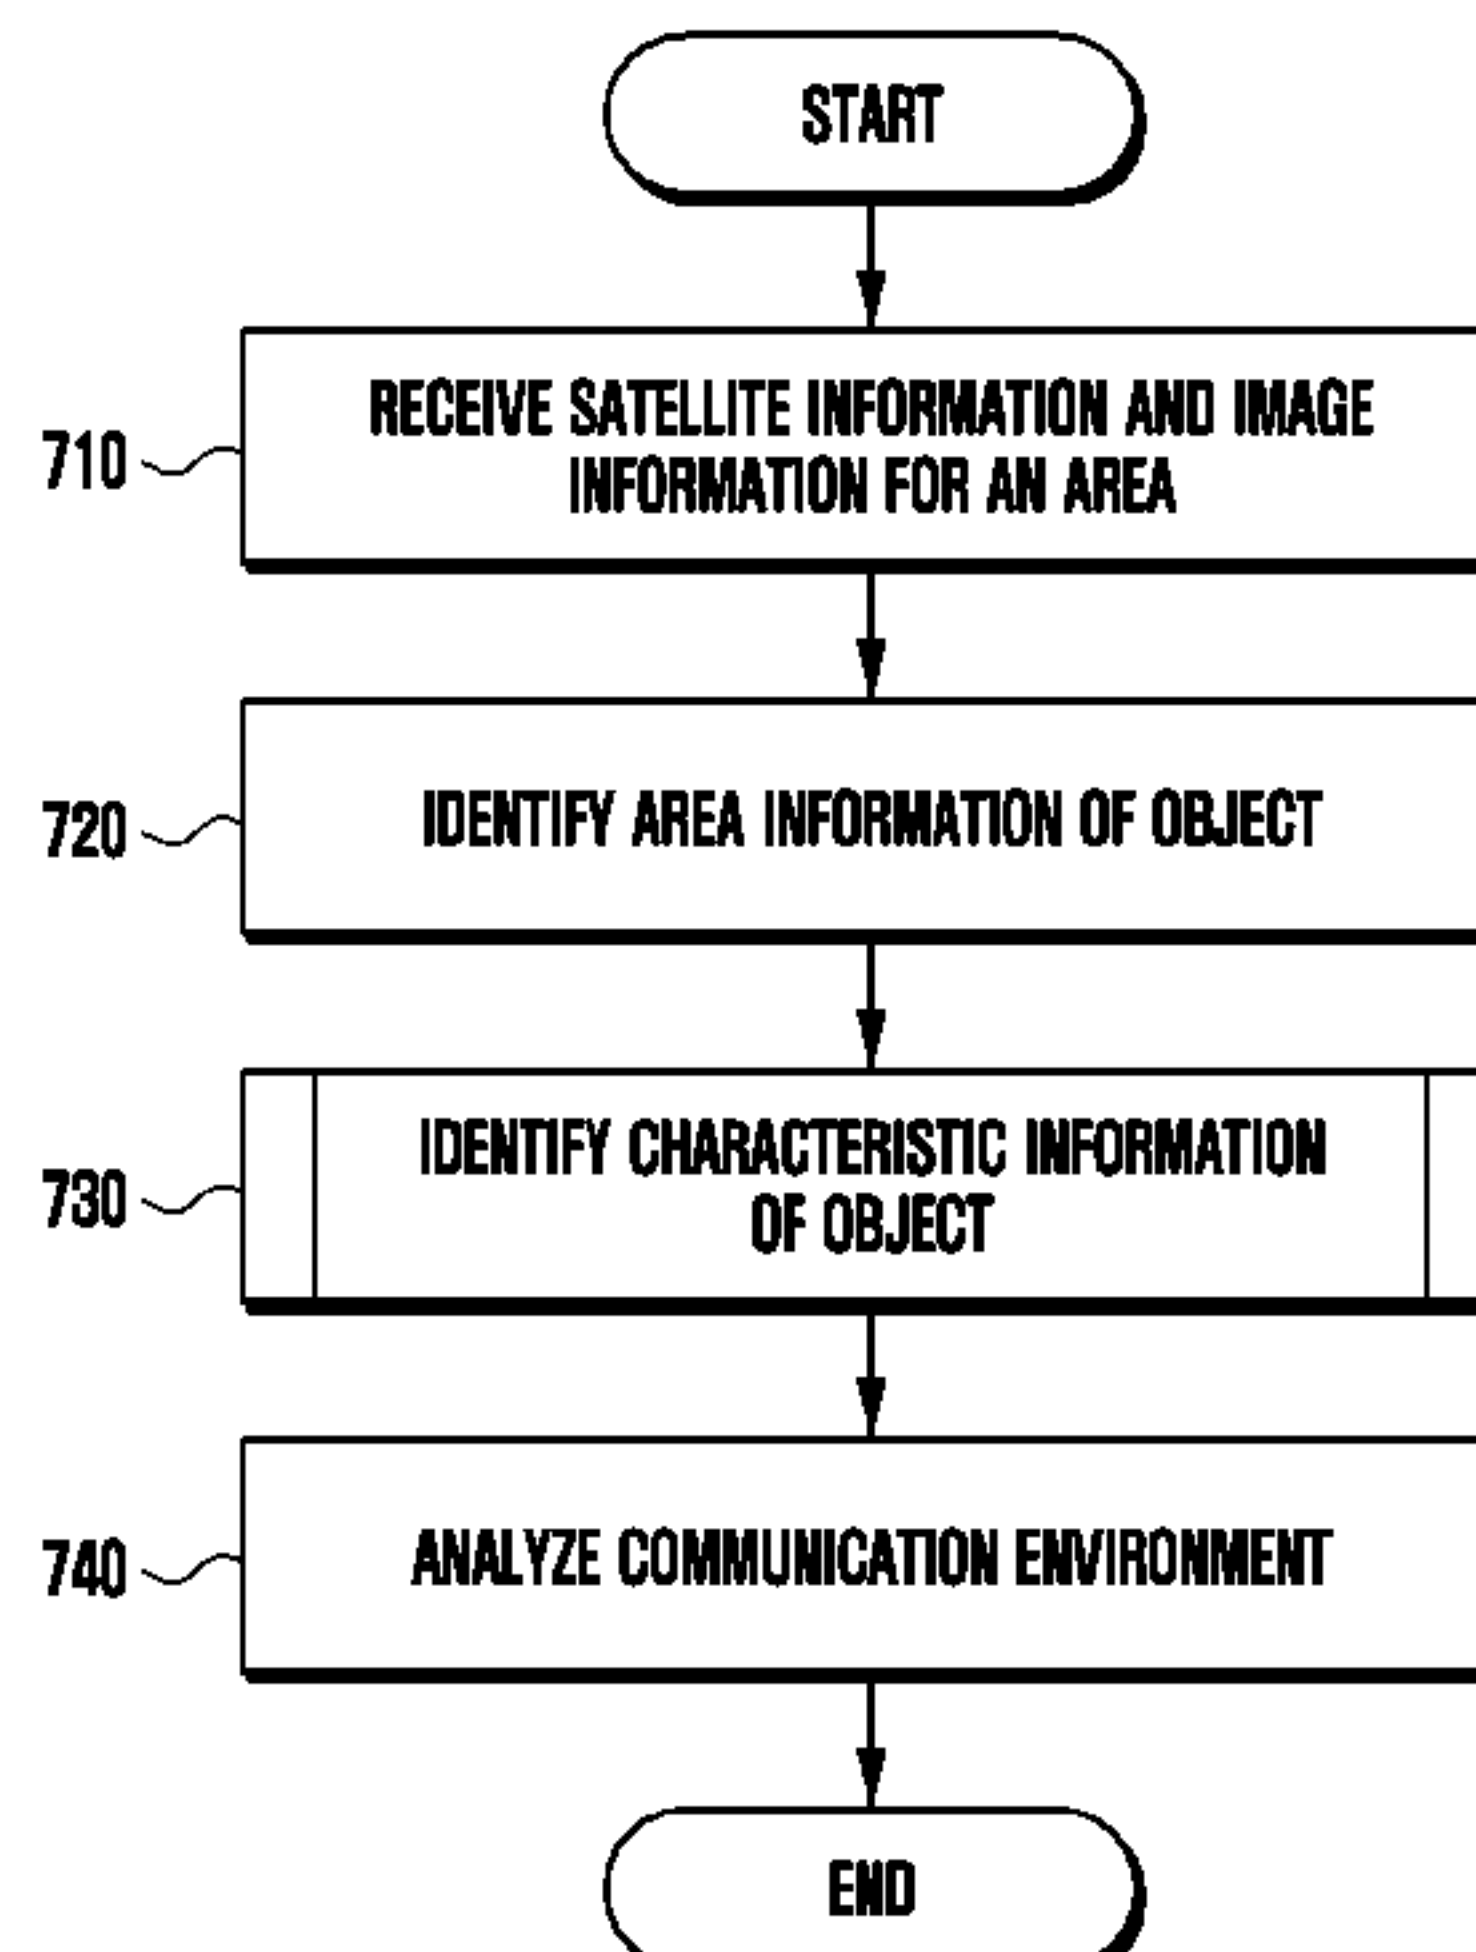 START
710
RECEIVE SATELLITE INFORMATION AND IMAGE
INFORMATION FOR AN AREA
720
IDENTIFY AREA INFORMATION OF OBJECT
730
IDENTIFY CHARACTERISTIC INFORMATION
OF OBJECT
740
ANALYZE COMMUNICATION ENVIRONMENT
END